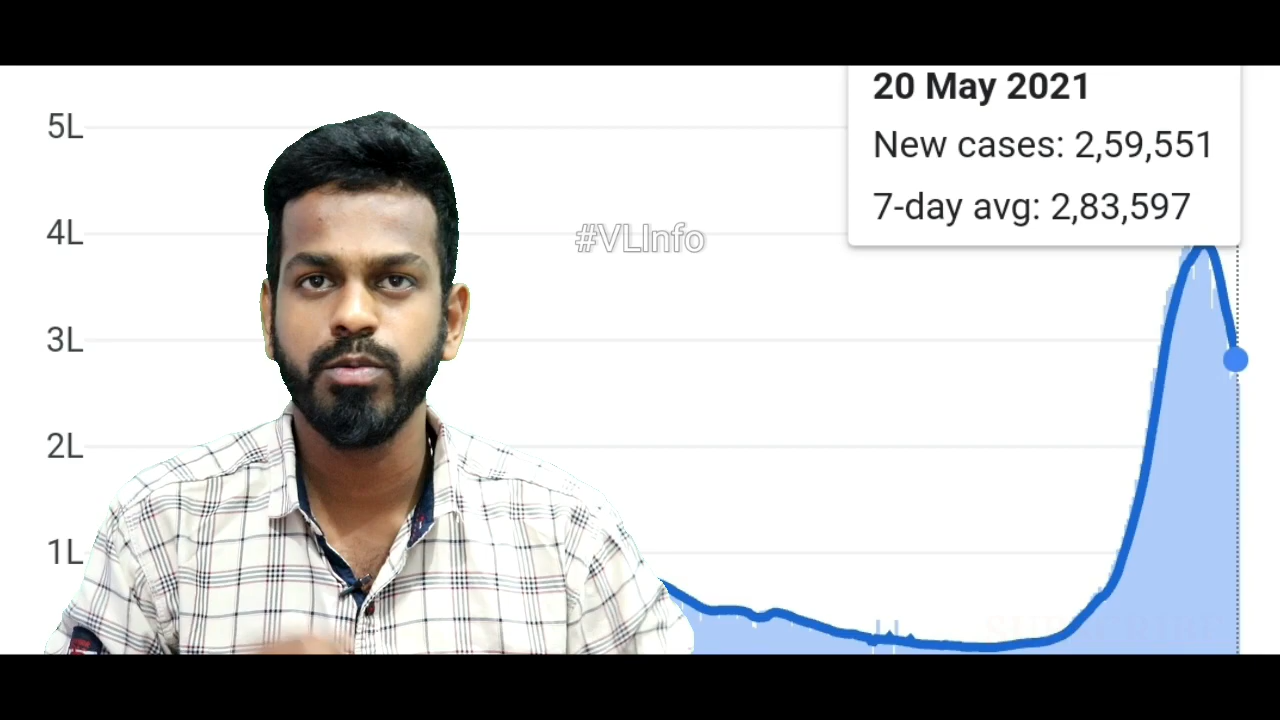 20 May 2021
New cases: 2,59,551
7-day avg: 2,83,597
5L
4L
3L
2L
1L
#VLInfo
SUBSCRIBE